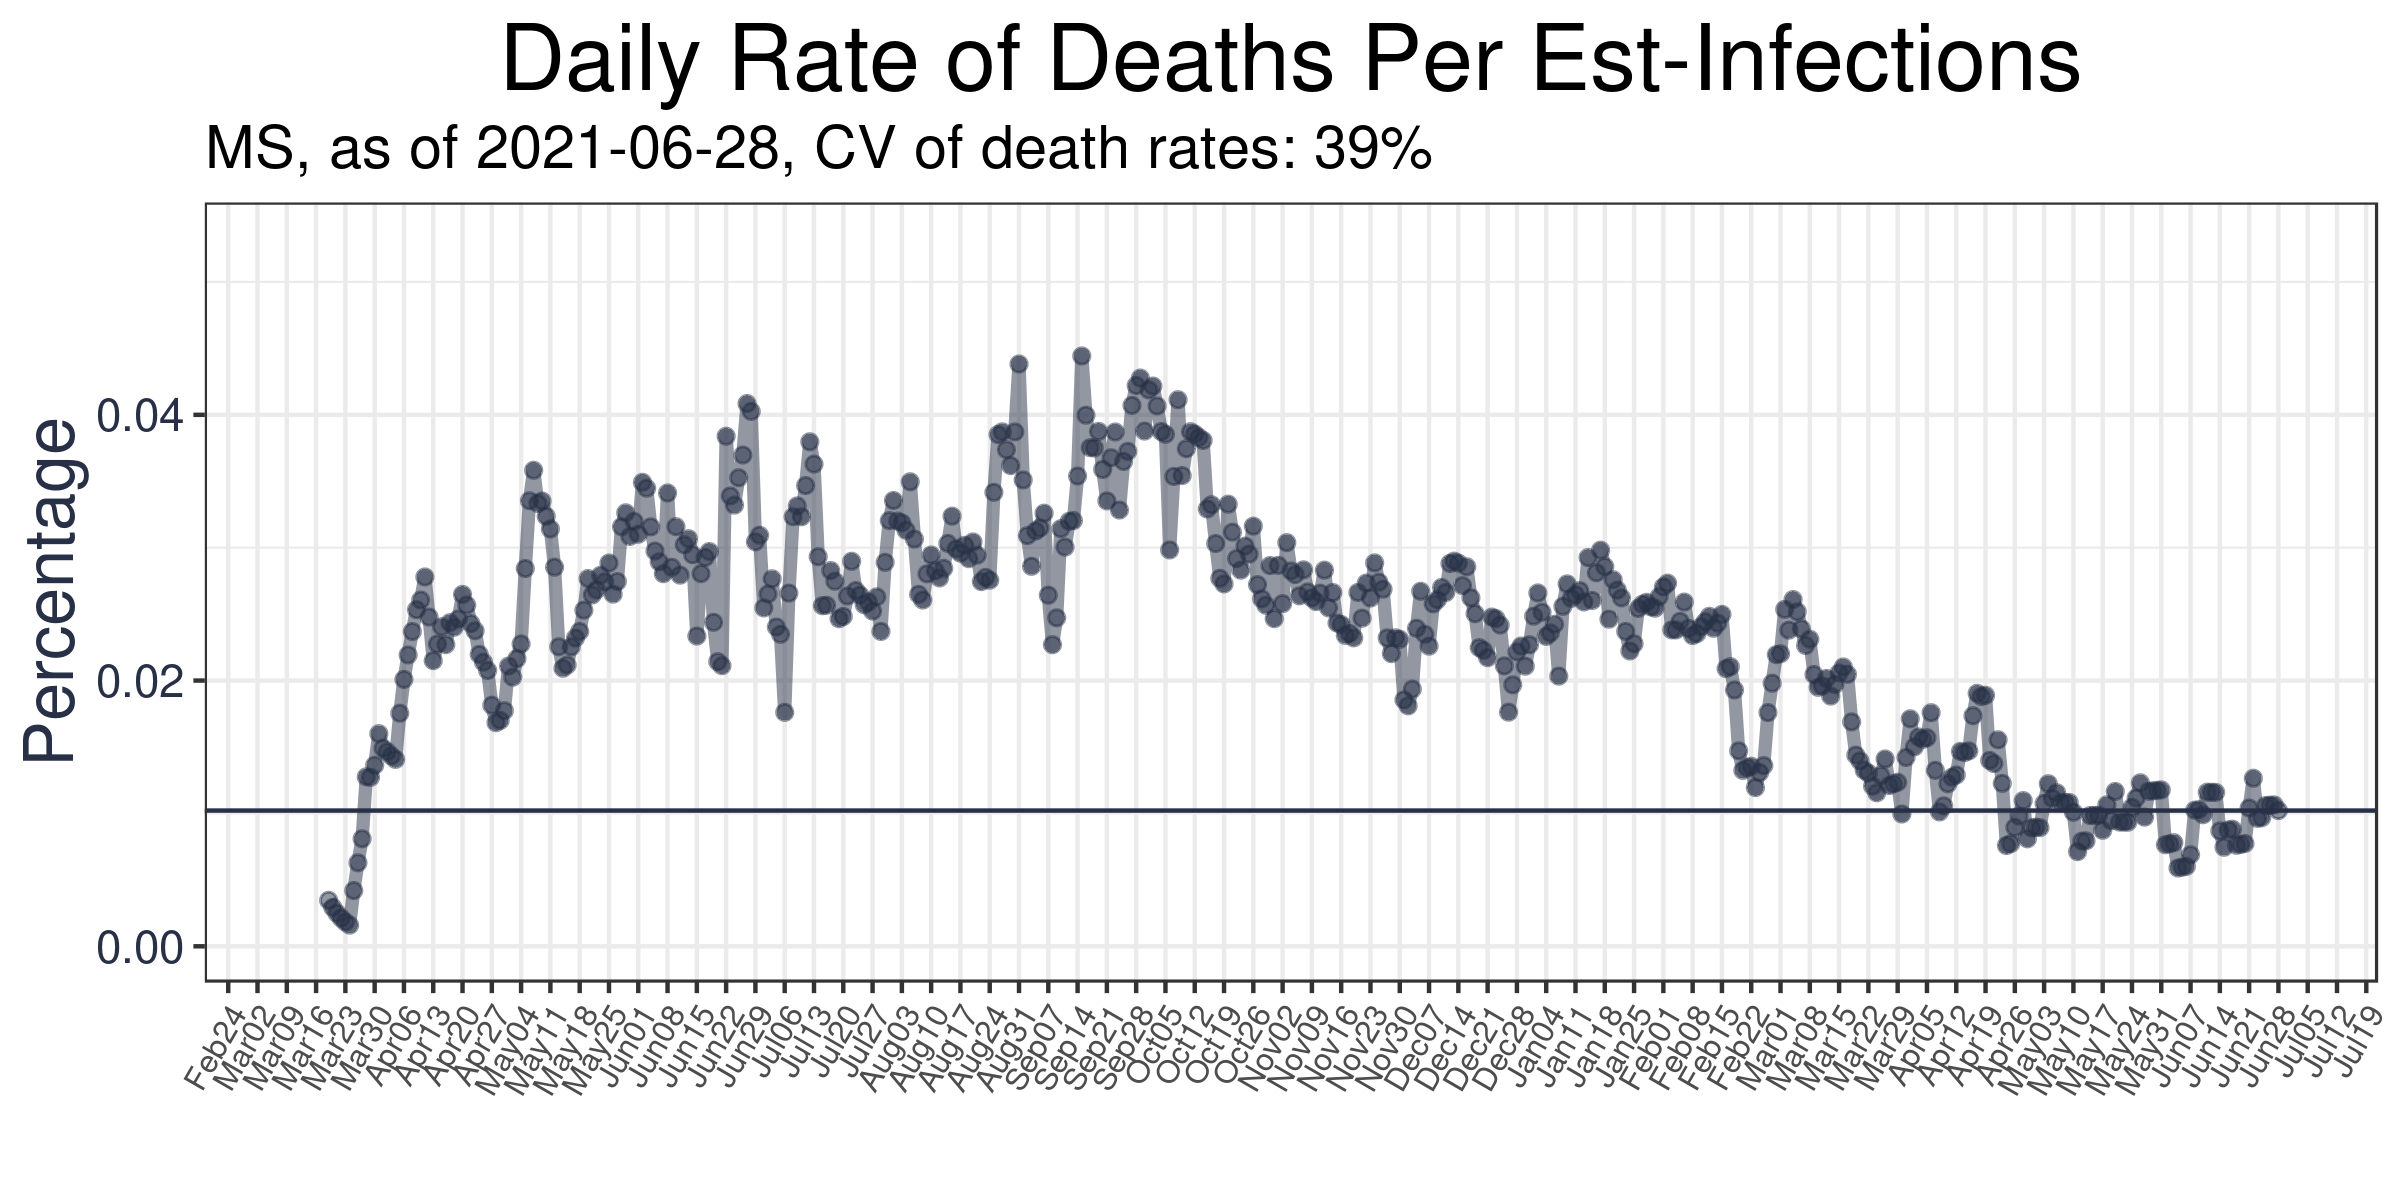 Daily Rate of Deaths Per Est-Infections
MS, as of 2021-06-28, CV of death rates: 39%
Percentage
0.04
0.02
0.00
Feb24
Mar02
Mar09
Mar16
Mar23
Mar30
Apr06
Apr13
Apr20
Apr27
May04
May11
May18
May25
Jun01
Jun08
Jun15
Jun22
Jun29
Jul06
Jul13
Jul20
Jul27
Aug03
Aug10
Aug17
Aug24
Aug31
Sep07
Sep14
Sep21
Sep28
Oct05
Oct12
Oct19
Oct26
Nov02
Nov09
Nov16
Nov23
Nov30
Dec07
Dec14
Dec21
Dec28
Jan04
Jan11
Jan18
Jan25
Feb01
Feb08
Feb15
Feb22
Mar01
Mar08
Mar15
Mar22
Mar29
Apr05
Apr12
Apr19
Apr26
May03
May10
May17
May24
May31
Jun07
Jun14
Jun21
Jun28
Jul05
Jul12
Jul19